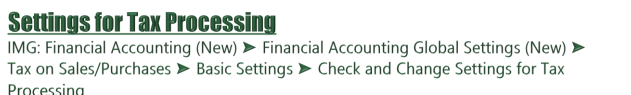 Settings for Tax Processing
IMG: Financial Accounting (New) ➤ Financial Accounting Global Settings (New) ➤
Tax on Sales/Purchases ➤ Basic Settings ➤ Check and Change Settings for Tax
Processing